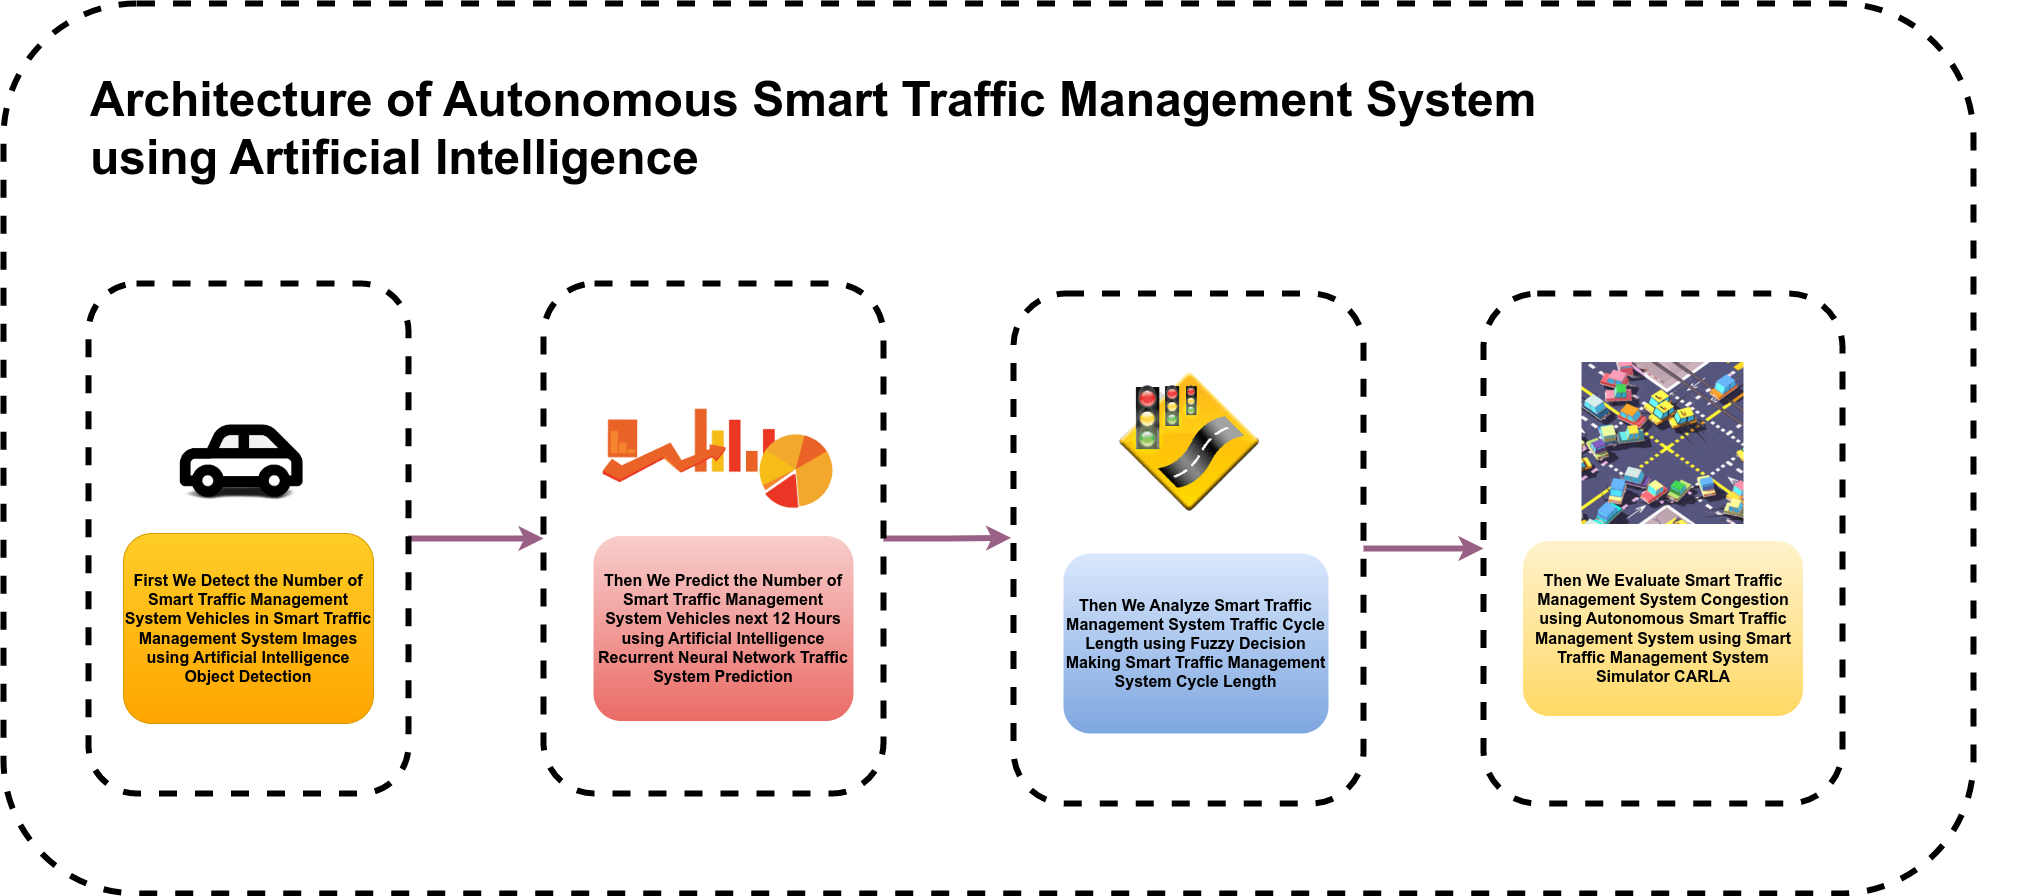 Architecture of Autonomous Smart Traffic Management System
using Artificial Intelligence
First We Detect the Number of
Smart Traffic Management
System Vehicles in Smart Traffic
Management System Images
using Artificial Intelligence
Object Detection
Then We Predict the Number of
Smart Traffic Management
System Vehicles next 12 Hours
using Artificial Intelligence
Recurrent Neural Network Traffic
System Prediction
Then We Analyze Smart Traffic
Management System Traffic Cycle
Length using Fuzzy Decision
Making Smart Traffic Management
System Cycle Length
Then We Evaluate Smart Traffic
Management System Congestion
using Autonomous Smart Traffic
Management System using Smart
Traffic Management System
Simulator CARLA